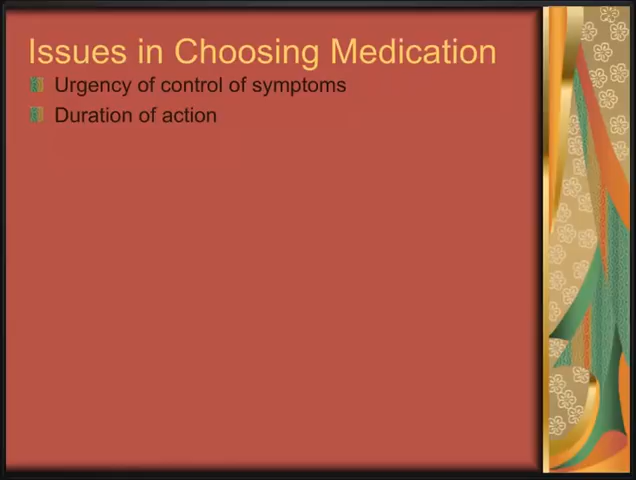 Issues in Choosing Medication
Urgency of control of symptoms
Duration of action